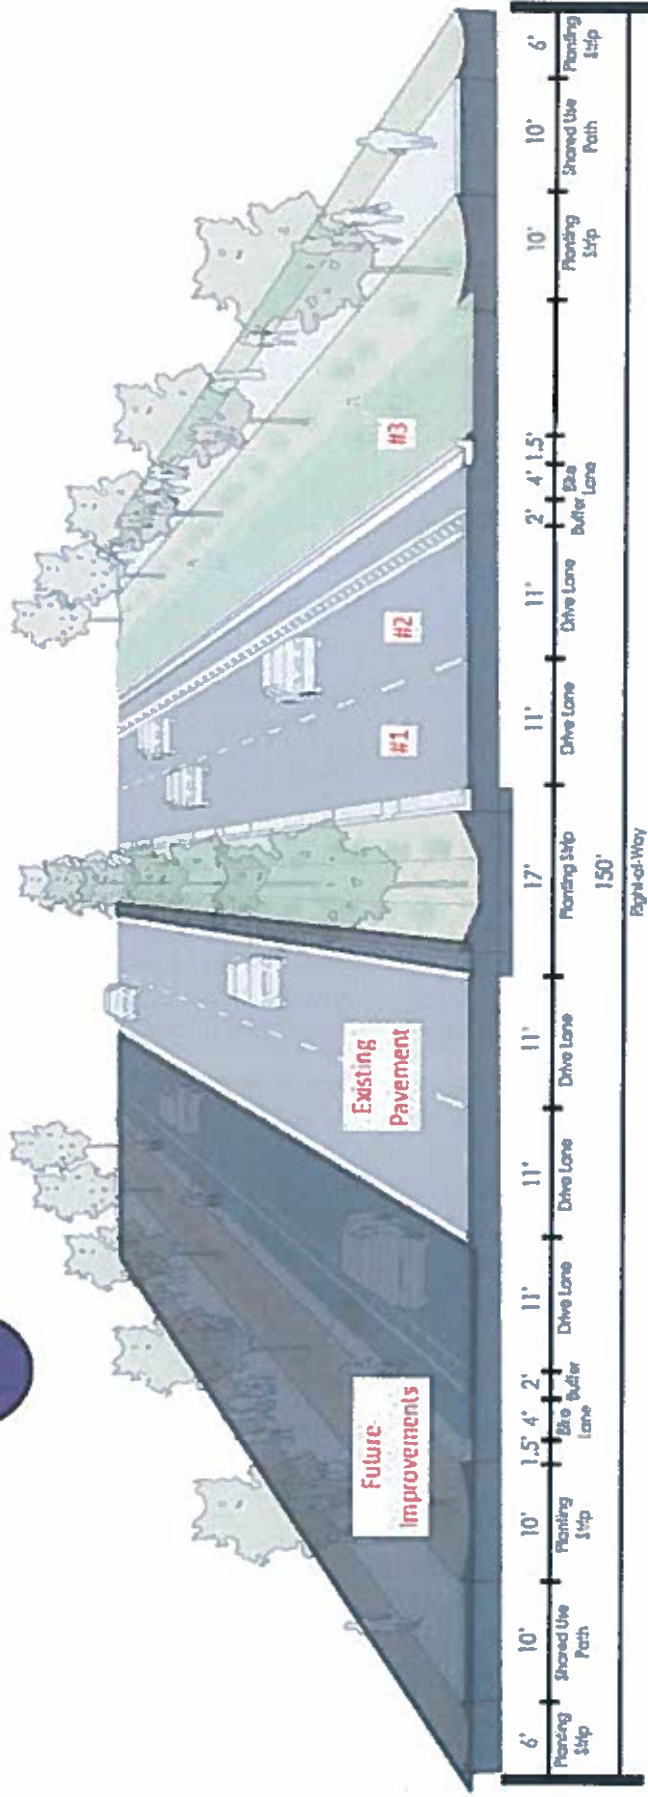 Future
Improvements
Existing
Pavement
#1
#2
#3
6'
10'
10'
1.5'
4'
2'
11'
11'
11'
17'
11'
11'
2'
4'
1.5'
10'
10'
6'
Planting
Strip
Shared Use
Path
Planting
Strip
Bike
Lane
Buffer
Drive Lane
Drive Lane
Drive Lane
Planting Strip
Drive Lane
Drive Lane
Buffer
Bike
Lane
Planting
Strip
Shared Use
Path
Planting
Strip
150'
Right-of-Way